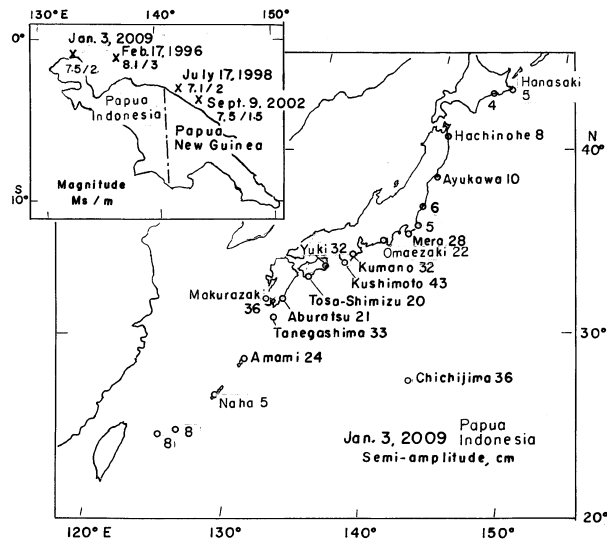 130°E
140°E
150°E
0°
Jan. 3, 2009
7.5/2
Feb.17, 1996
8.1/3
July 17, 1998
7.1/2
Sept. 9, 2002
7.5/1.5
Papua
Indonesia
Papua
New Guinea
Magnitude
Ms/m
S
10°
Hanasaki
5
4
Hachinohe 8
N
40°
Ayukawa 10
6
5
Mera 28
Omaezaki 22
Yuki 32
Kumano 32
Kushimoto 43
Makurazaki
36
Tosa-Shimizu 20
Aburatsu 21
Tanegashima 33
30°
Amami 24
Chichijima 36
Naha 5
8
8
Jan. 3, 2009 Papua
Indonesia
Semi-amplitude, cm
20°
120°E
130°
140°
150°